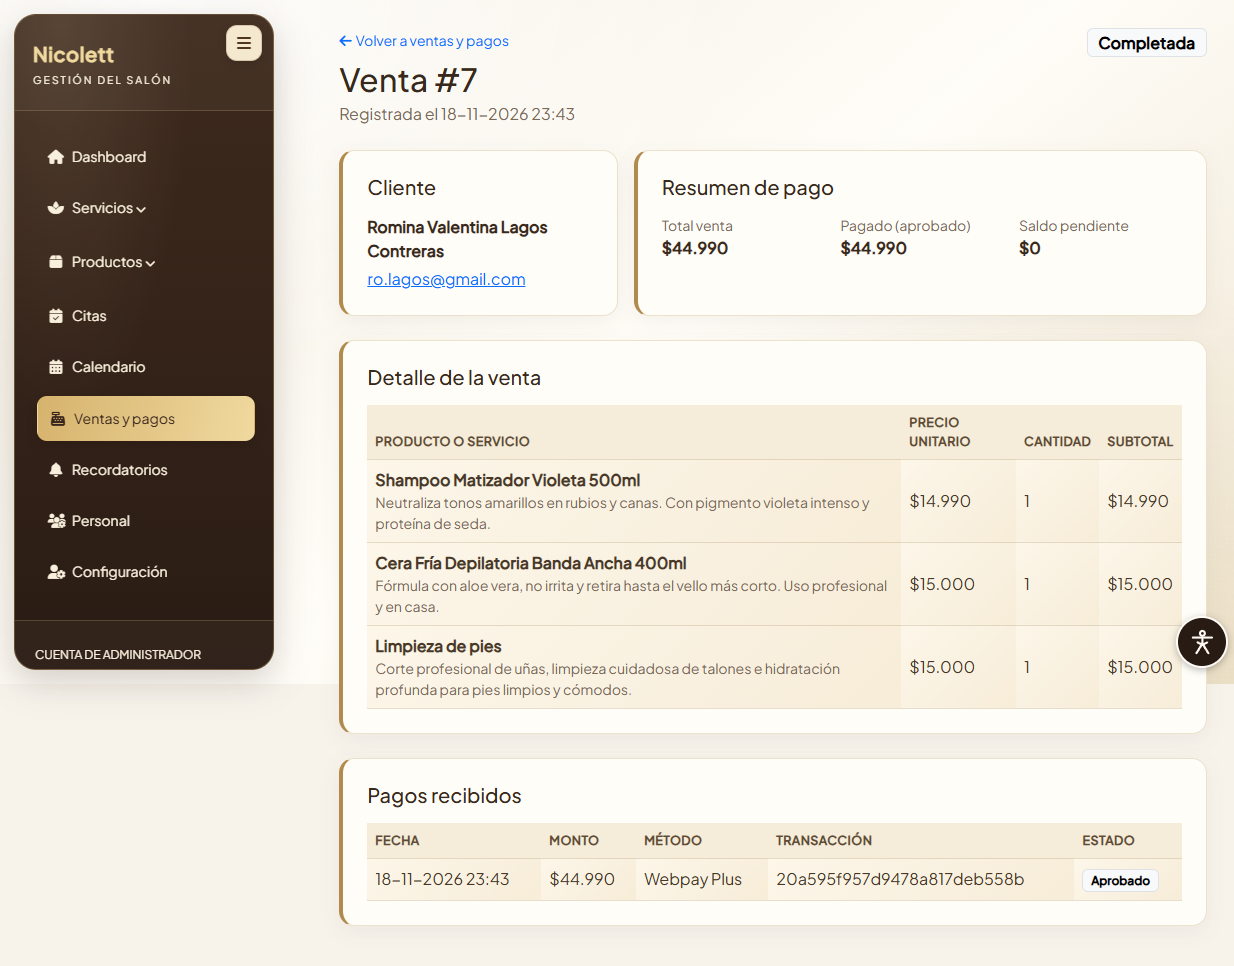 Nicolett
GESTIÓN DEL SALÓN
Dashboard
Servicios
Productos
Citas
Calendario
Ventas y pagos
Recordatorios
Personal
Configuración
CUENTA DE ADMINISTRADOR
Volver a ventas y pagos
Completada
Venta #7
Registrada el 18-11-2026 23:43
Cliente
Romina Valentina Lagos
Contreras
ro.lagos@gmail.com
Resumen de pago
Total venta
$44.990
Pagado (aprobado)
$44.990
Saldo pendiente
$0
Detalle de la venta
PRODUCTO O SERVICIO
PRECIO
UNITARIO
CANTIDAD
SUBTOTAL
Shampoo Matizador Violeta 500ml
Neutraliza tonos amarillos en rubios y canas. Con pigmento violeta intenso y
proteína de seda.
$14.990
1
$14.990
Cera Fría Depilatoria Banda Ancha 400ml
Fórmula con aloe vera, no irrita y retira hasta el vello más corto. Uso profesional
y en casa.
$15.000
1
$15.000
Limpieza de pies
Corte profesional de uñas, limpieza cuidadosa de talones e hidratación
profunda para pies limpios y cómodos.
$15.000
1
$15.000
Pagos recibidos
FECHA MONTO MÉTODO TRANSACCIÓN ESTADO
18-11-2026 23:43 $44.990 Webpay Plus 20a595f957d9478a817deb558b Aprobado